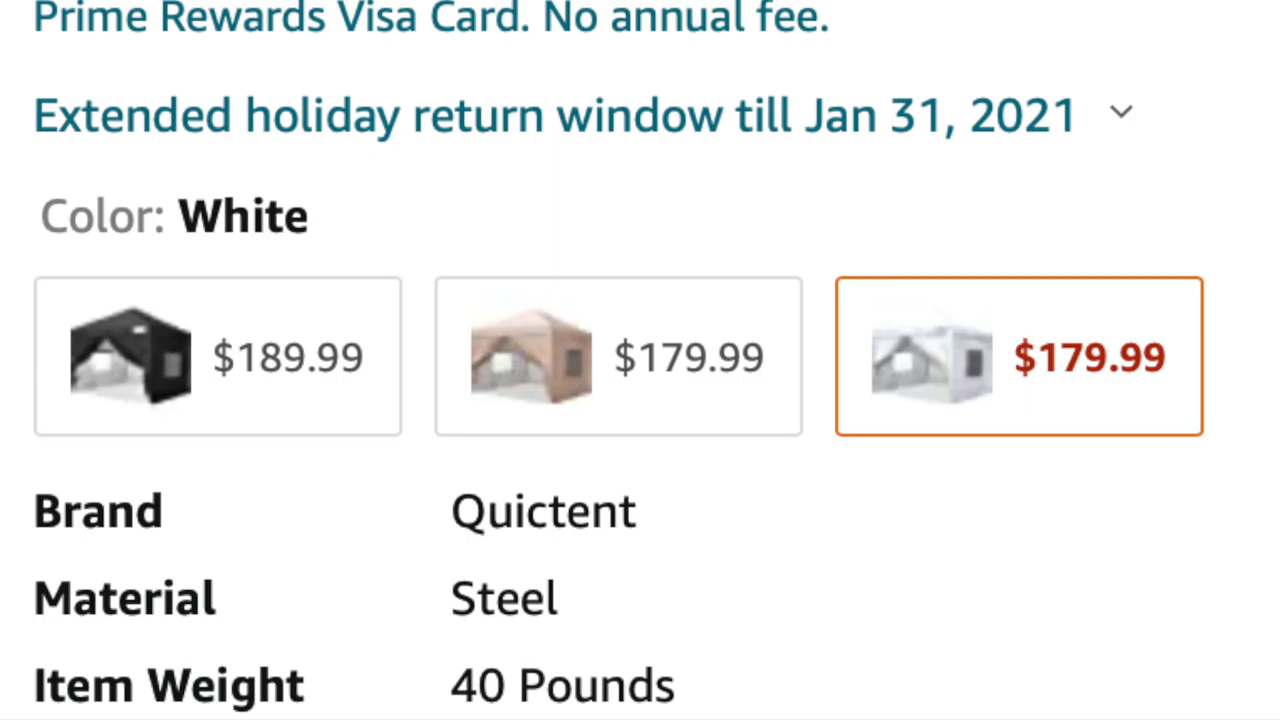 Prime Rewards Visa Card. No annual fee.
Extended holiday return window till Jan 31, 2021
Color: White
$189.99 $179.99 $179.99
Brand Quictent
Material Steel
Item Weight 40 Pounds